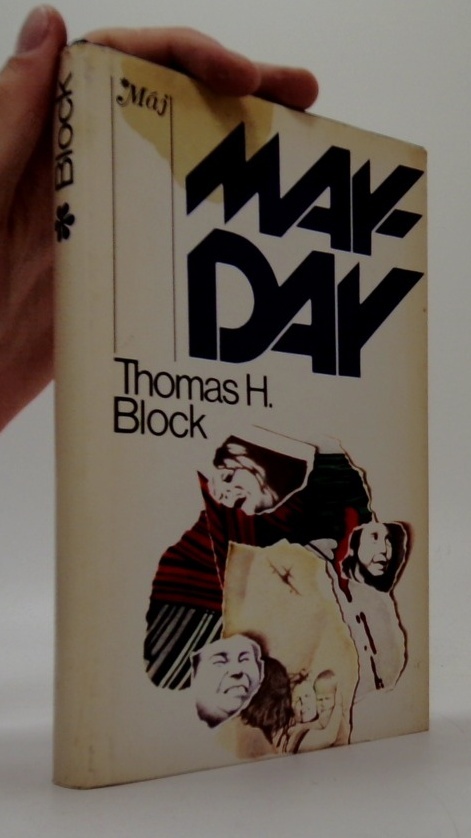 Máj
MAY-
DAY
Thomas H.
Block
Block